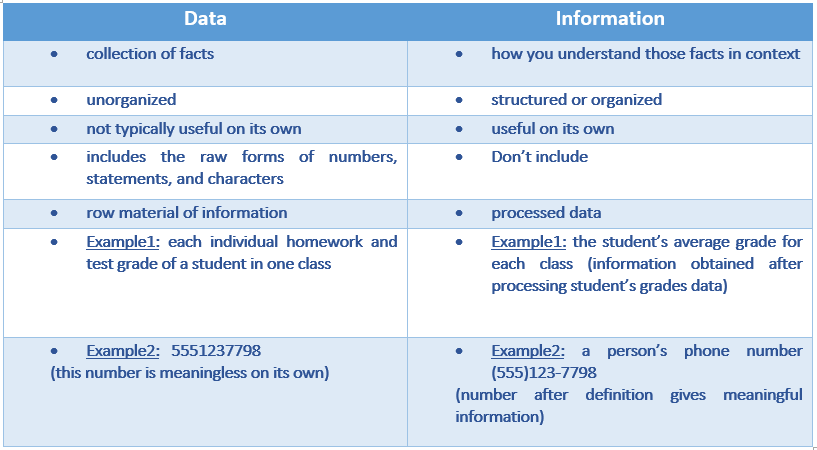 Data Information
• collection of facts
• how you understand those facts in context
• unorganized
• structured or organized
• not typically useful on its own
• useful on its own
• includes the raw forms of numbers,
statements, and characters
• Don’t include
• row material of information
• processed data
• Example1: each individual homework and
test grade of a student in one class
• Example1: the student’s average grade for
each class (information obtained after
processing student’s grades data)
• Example2: 5551237798
(this number is meaningless on its own)
• Example2: a person’s phone number
(555)123-7798
(number after definition gives meaningful
information)